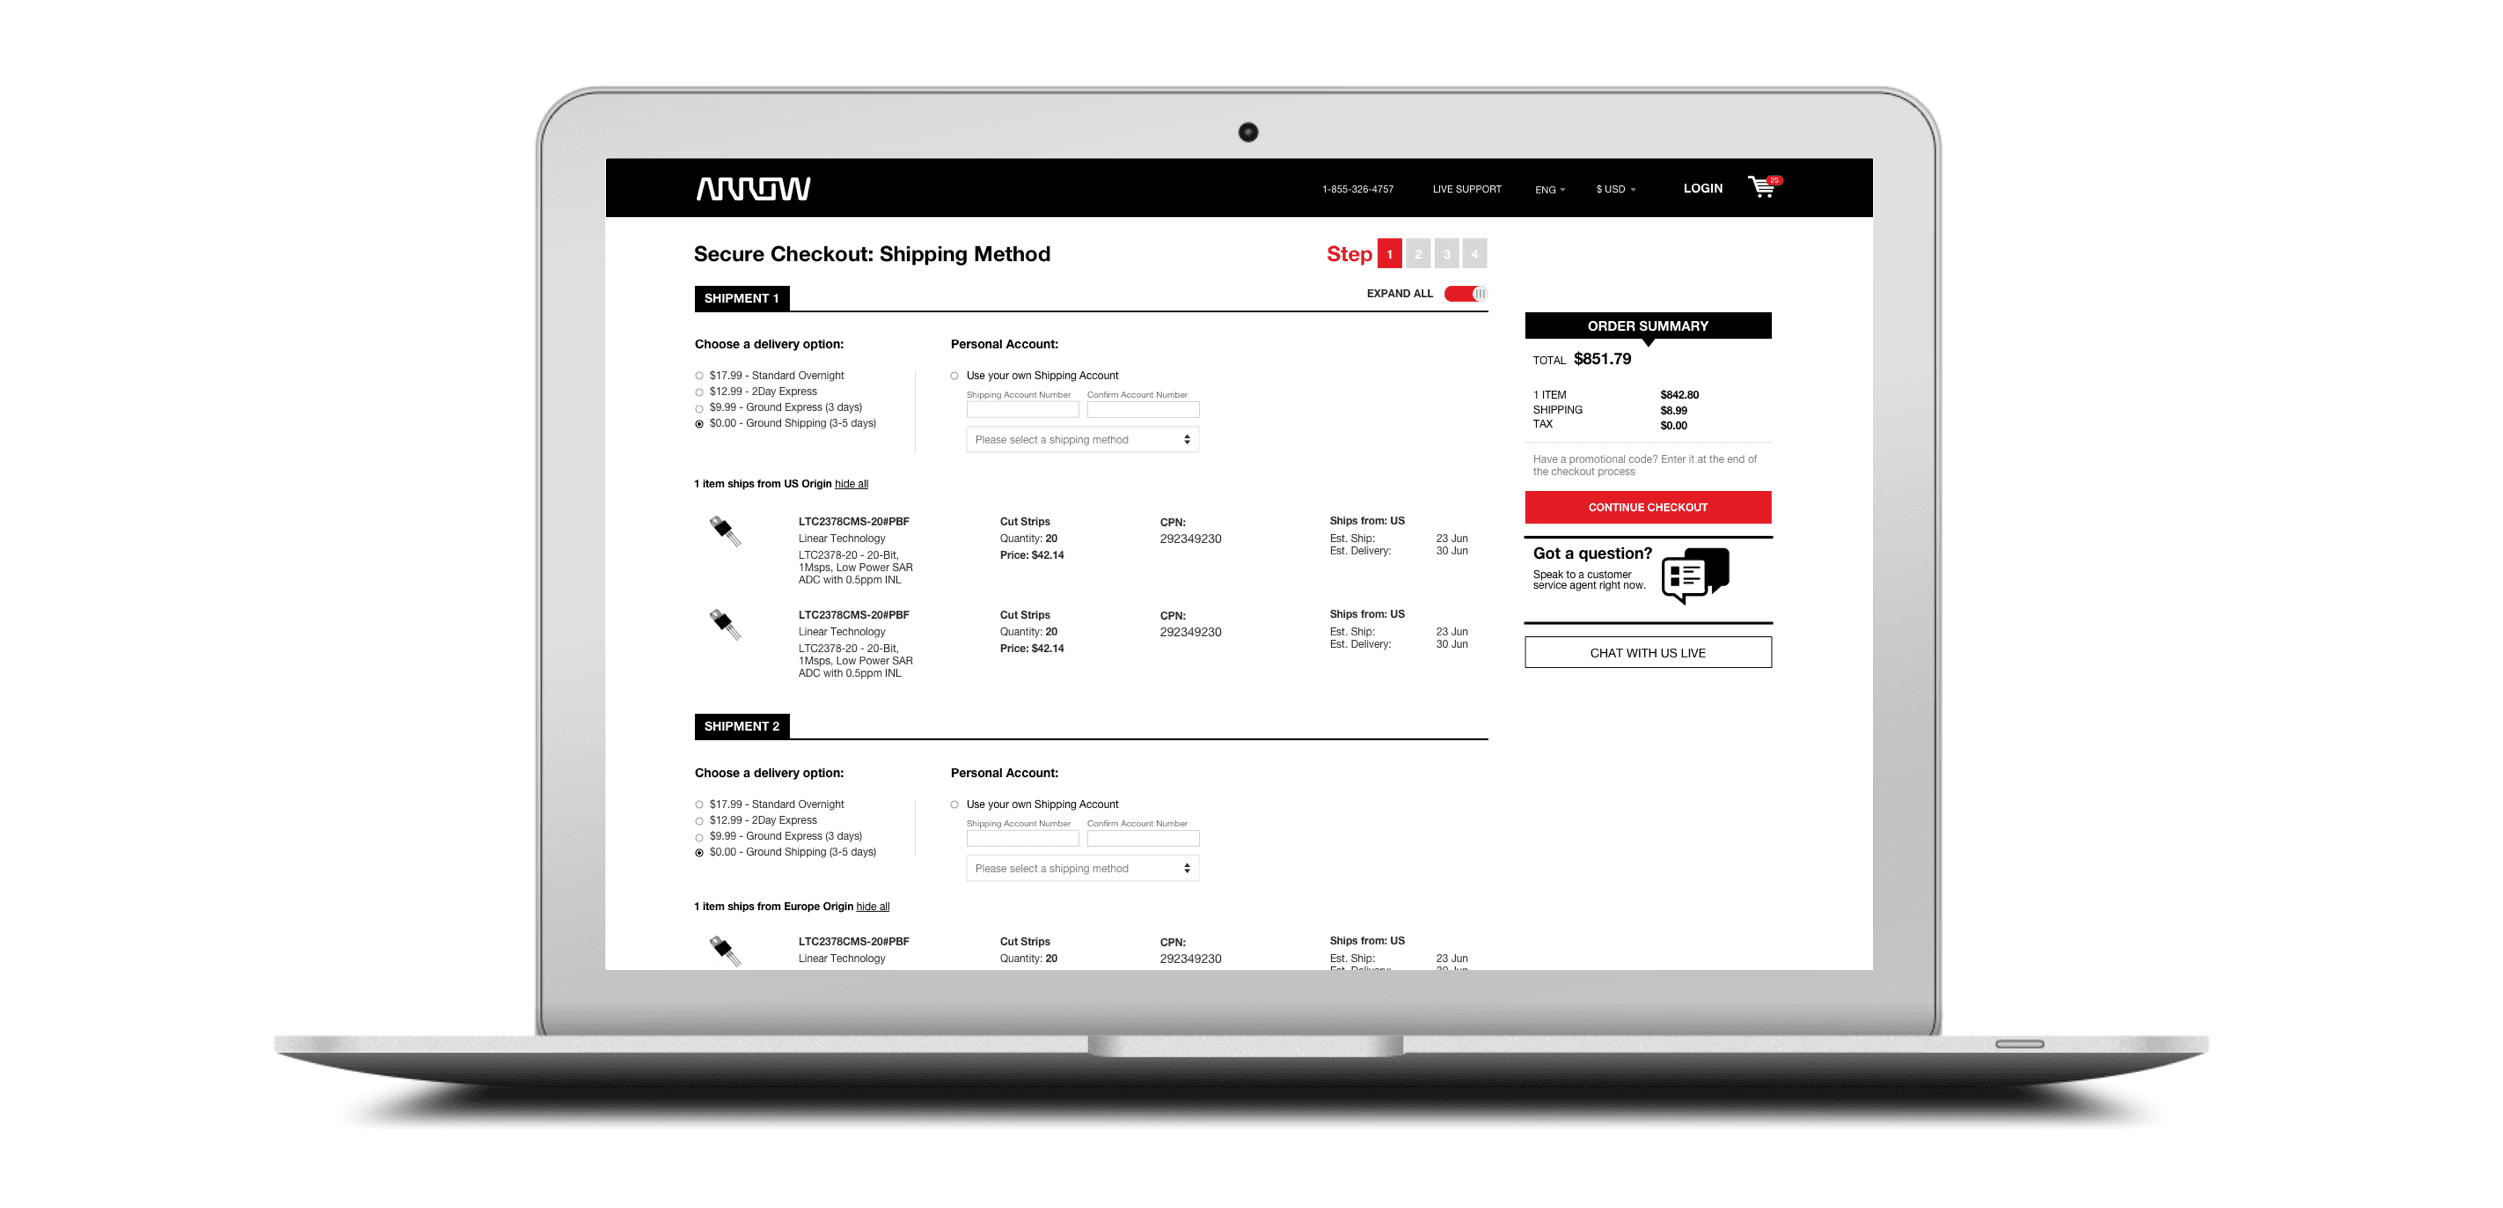 ARROW
1-855-326-4757 LIVE SUPPORT ENG $ USD LOGIN 25
Secure Checkout: Shipping Method
Step 1 2 3 4
SHIPMENT 1
EXPAND ALL
Choose a delivery option:
$17.99 - Standard Overnight
$12.99 - 2Day Express
$9.99 - Ground Express (3 days)
$0.00 - Ground Shipping (3-5 days)
Personal Account:
Use your own Shipping Account
Shipping Account Number Confirm Account Number
Please select a shipping method
1 item ships from US Origin hide all
LTC2378CMS-20#PBF
Linear Technology
LTC2378-20 - 20-Bit,
1Msps, Low Power SAR
ADC with 0.5ppm INL
Cut Strips
Quantity: 20
Price: $42.14
CPN:
292349230
Ships from: US
Est. Ship: 23 Jun
Est. Delivery: 30 Jun
LTC2378CMS-20#PBF
Linear Technology
LTC2378-20 - 20-Bit,
1Msps, Low Power SAR
ADC with 0.5ppm INL
Cut Strips
Quantity: 20
Price: $42.14
CPN:
292349230
Ships from: US
Est. Ship: 23 Jun
Est. Delivery: 30 Jun
SHIPMENT 2
Choose a delivery option:
$17.99 - Standard Overnight
$12.99 - 2Day Express
$9.99 - Ground Express (3 days)
$0.00 - Ground Shipping (3-5 days)
Personal Account:
Use your own Shipping Account
Shipping Account Number Confirm Account Number
Please select a shipping method
1 item ships from Europe Origin hide all
LTC2378CMS-20#PBF
Linear Technology
Cut Strips
Quantity: 20
CPN:
292349230
Ships from: US
Est. Ship: 23 Jun
Est. Delivery: 30 Jun
ORDER SUMMARY
TOTAL $851.79
1 ITEM $842.80
SHIPPING $8.99
TAX $0.00
Have a promotional code? Enter it at the end of
the checkout process
CONTINUE CHECKOUT
Got a question?
Speak to a customer
service agent right now.
CHAT WITH US LIVE